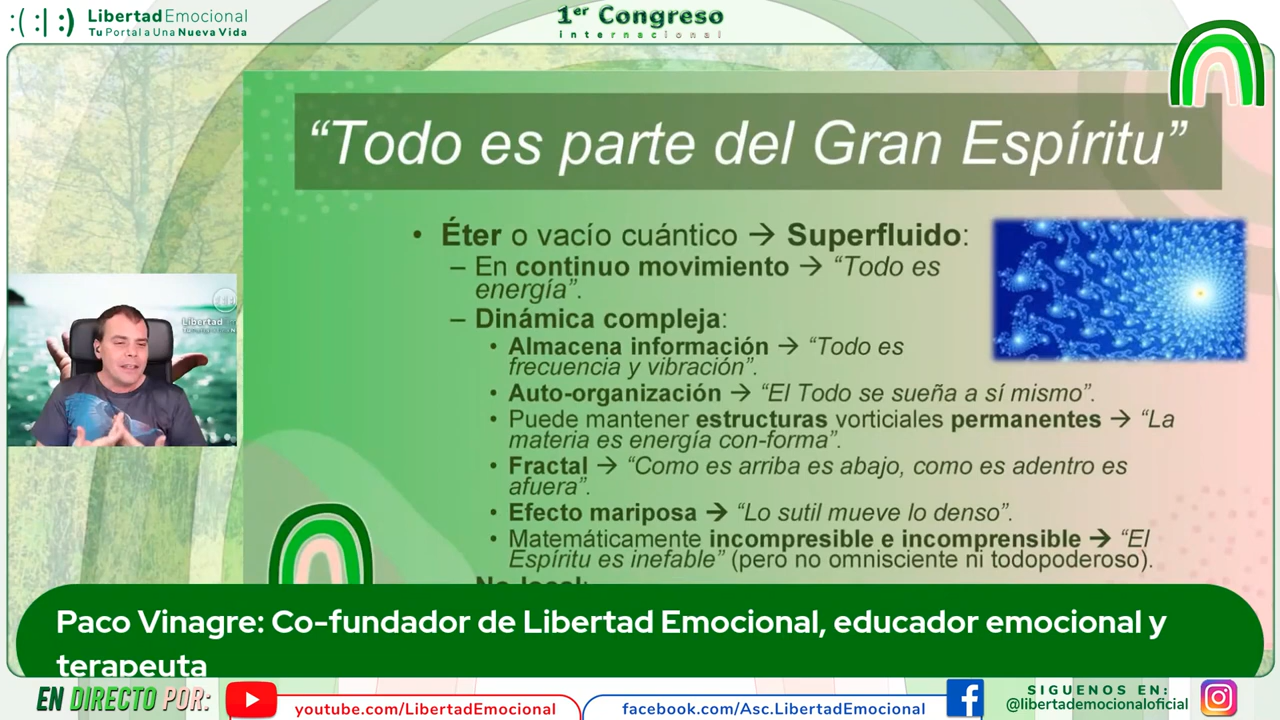 :( :| :) LibertadEmocional
Tu Portal a Una Nueva Vida
1er Congreso
internacional
“Todo es parte del Gran Espíritu”
• Éter o vacío cuántico → Superfluido:
– En continuo movimiento → “Todo es
energía”.
– Dinámica compleja:
• Almacena información → “Todo es
frecuencia y vibración”.
• Auto-organización → “El Todo se sueña a sí mismo”.
• Puede mantener estructuras vorticiales permanentes → “La
materia es energía con-forma”.
• Fractal → “Como es arriba es abajo, como es adentro es
afuera”.
• Efecto mariposa → “Lo sutil mueve lo denso”.
• Matemáticamente incompresible e incomprensible → “El
Espíritu es inefable” (pero no omnisciente ni todopoderoso).
No local:
Libertad
Paco Vinagre: Co-fundador de Libertad Emocional, educador emocional y
terapeuta
EN DIRECTO POR:
youtube.com/LibertadEmocional
facebook.com/Asc.LibertadEmocional
SIGUENOS EN:
@libertademocionaloficial